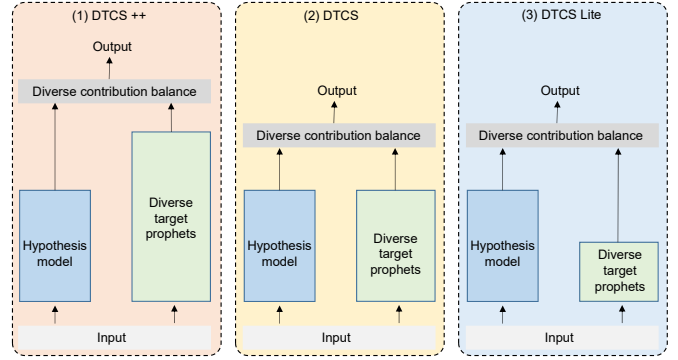 (1) DTCS ++
Output
Diverse contribution balance
Hypothesis
model
Diverse
target
prophets
Input
(2) DTCS
Output
Diverse contribution balance
Hypothesis
model
Diverse
target
prophets
Input
(3) DTCS Lite
Output
Diverse contribution balance
Hypothesis
model
Diverse
target
prophets
Input